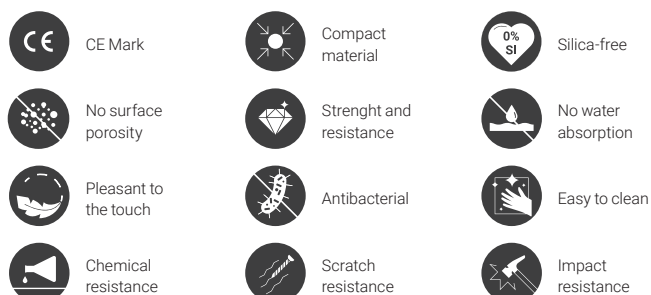 CE
CE Mark
Compact
material
0%
SI
Silica-free
No surface
porosity
Strenght and
resistance
No water
absorption
Pleasant to
the touch
Antibacterial
Easy to clean
Chemical
resistance
Scratch
resistance
Impact
resistance